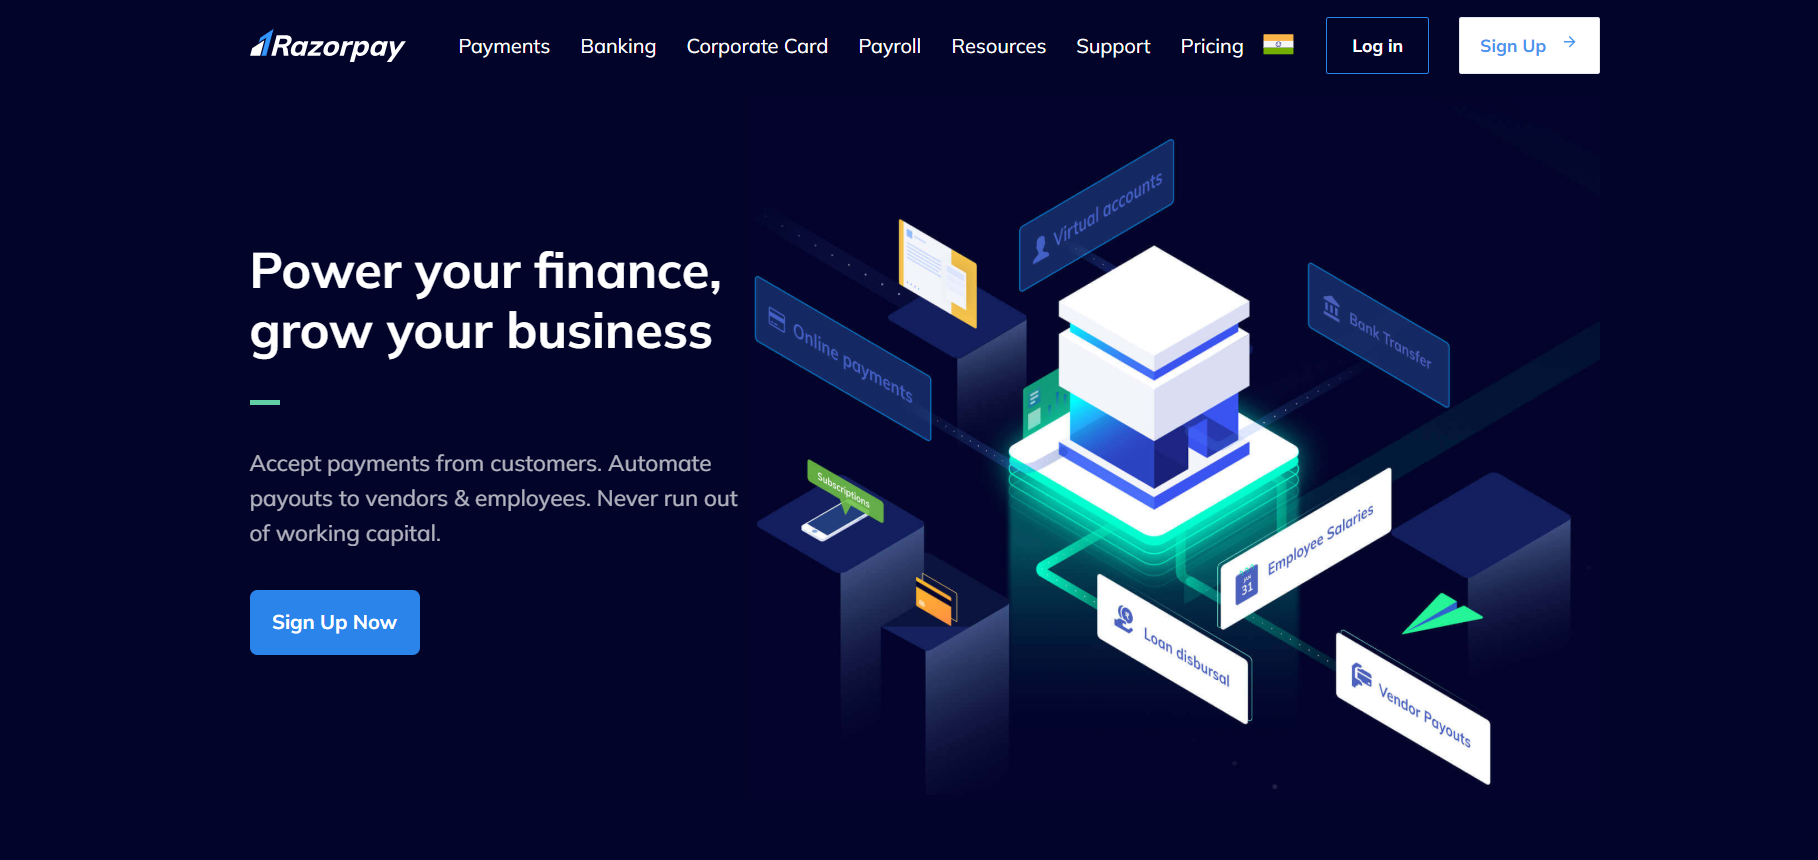 Razorpay
Payments
Banking
Corporate Card
Payroll
Resources
Support
Pricing
Log in
Sign Up
Power your finance,
grow your business
Accept payments from customers. Automate
payouts to vendors & employees. Never run out
of working capital.
Sign Up Now
Virtual accounts
Online payments
Bank Transfer
Subscriptions
Employee Salaries
JAN
31
Loan disbursal
Vendor Payouts